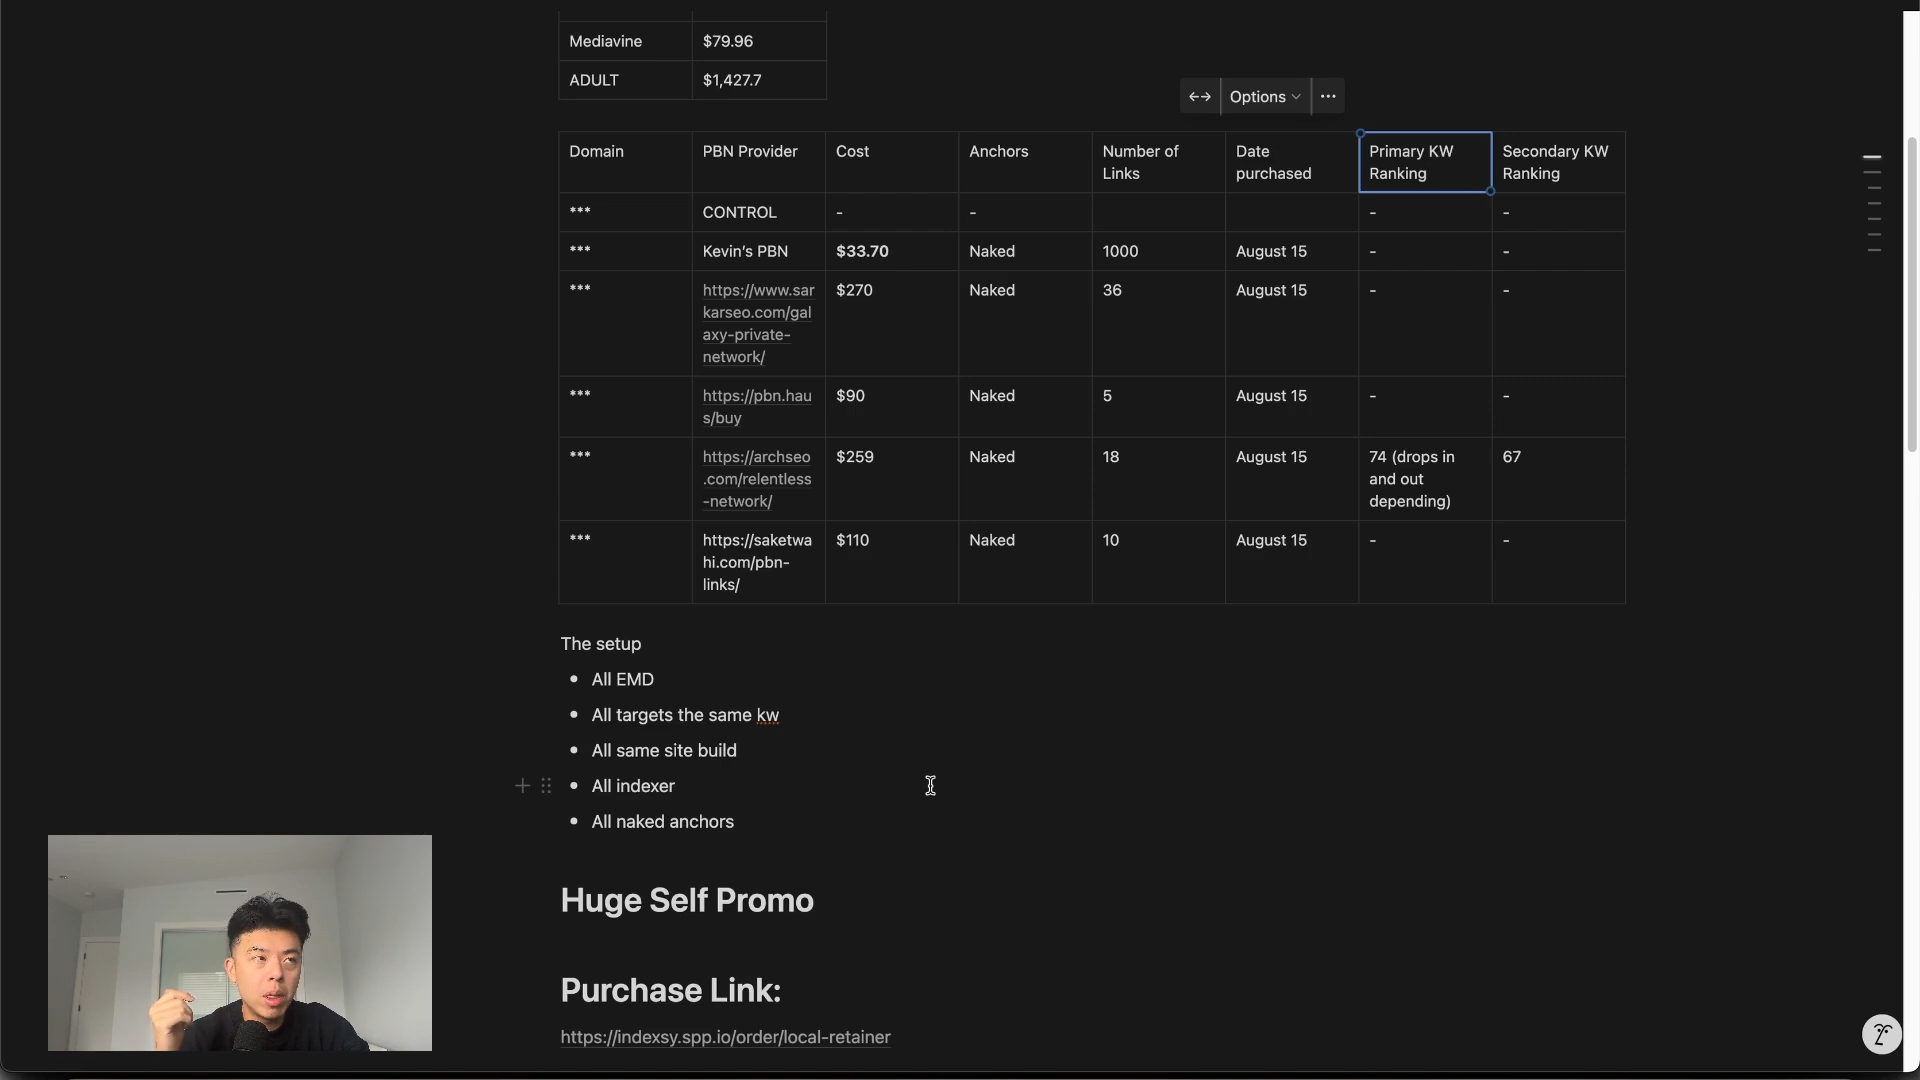 Mediavine $79.96
ADULT $1,427.7
Options
Domain PBN Provider Cost Anchors Number of Date Primary KW Secondary KW
Links purchased Ranking Ranking
*** CONTROL - - - -
*** Kevin's PBN $33.70 Naked 1000 August 15 - -
*** https://www.sar $270 Naked 36 August 15 - -
karseo.com/gal
axy-private-
network/
*** https://pbn.hau $90 Naked 5 August 15 - -
s/buy
*** https://archseo $259 Naked 18 August 15 74 (drops in 67
.com/relentless and out
-network/ depending)
*** https://saketwa $110 Naked 10 August 15 - -
hi.com/pbn-
links/
The setup
• All EMD
• All targets the same kw
• All same site build
• All indexer
• All naked anchors
Huge Self Promo
Purchase Link:
https://indexsy.spp.io/order/local-retainer